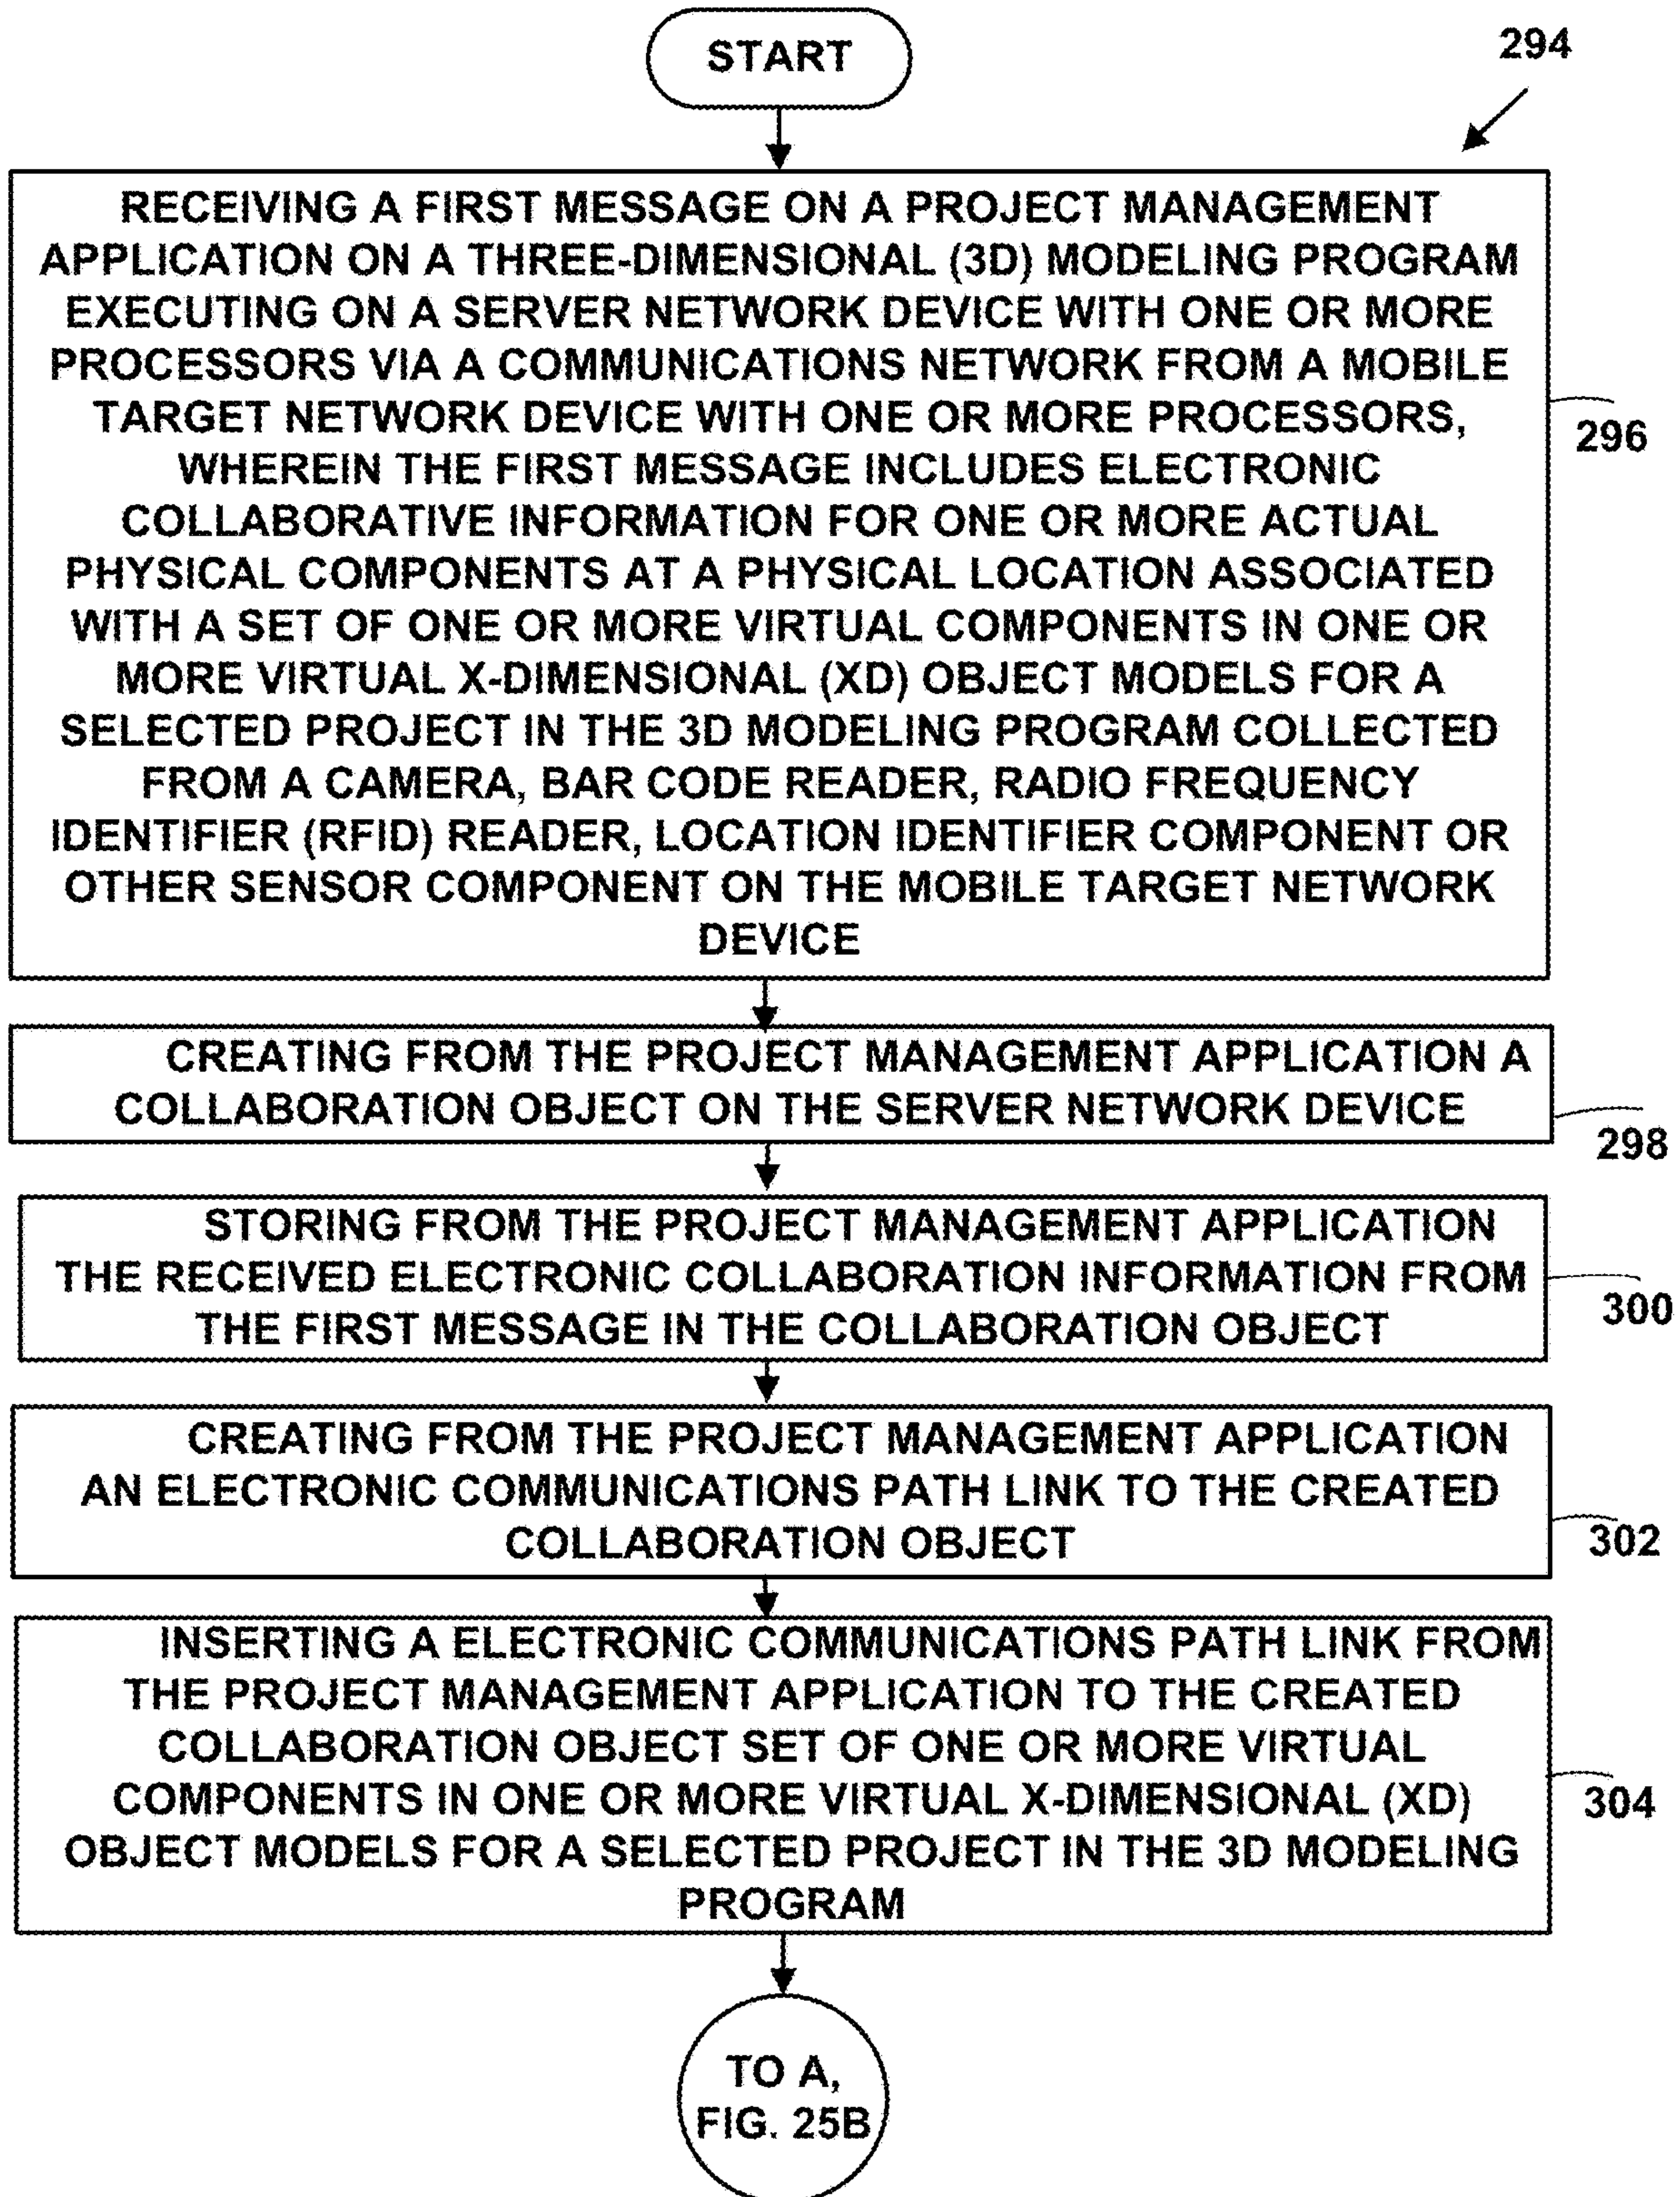 START
294
RECEIVING A FIRST MESSAGE ON A PROJECT MANAGEMENT
APPLICATION ON A THREE-DIMENSIONAL (3D) MODELING PROGRAM
EXECUTING ON A SERVER NETWORK DEVICE WITH ONE OR MORE
PROCESSORS VIA A COMMUNICATIONS NETWORK FROM A MOBILE
TARGET NETWORK DEVICE WITH ONE OR MORE PROCESSORS,
WHEREIN THE FIRST MESSAGE INCLUDES ELECTRONIC
COLLABORATIVE INFORMATION FOR ONE OR MORE ACTUAL
PHYSICAL COMPONENTS AT A PHYSICAL LOCATION ASSOCIATED
WITH A SET OF ONE OR MORE VIRTUAL COMPONENTS IN ONE OR
MORE VIRTUAL X-DIMENSIONAL (XD) OBJECT MODELS FOR A
SELECTED PROJECT IN THE 3D MODELING PROGRAM COLLECTED
FROM A CAMERA, BAR CODE READER, RADIO FREQUENCY
IDENTIFIER (RFID) READER, LOCATION IDENTIFIER COMPONENT OR
OTHER SENSOR COMPONENT ON THE MOBILE TARGET NETWORK
DEVICE
296
CREATING FROM THE PROJECT MANAGEMENT APPLICATION A
COLLABORATION OBJECT ON THE SERVER NETWORK DEVICE
298
STORING FROM THE PROJECT MANAGEMENT APPLICATION
THE RECEIVED ELECTRONIC COLLABORATION INFORMATION FROM
THE FIRST MESSAGE IN THE COLLABORATION OBJECT
300
CREATING FROM THE PROJECT MANAGEMENT APPLICATION
AN ELECTRONIC COMMUNICATIONS PATH LINK TO THE CREATED
COLLABORATION OBJECT
302
INSERTING A ELECTRONIC COMMUNICATIONS PATH LINK FROM
THE PROJECT MANAGEMENT APPLICATION TO THE CREATED
COLLABORATION OBJECT SET OF ONE OR MORE VIRTUAL
COMPONENTS IN ONE OR MORE VIRTUAL X-DIMENSIONAL (XD)
OBJECT MODELS FOR A SELECTED PROJECT IN THE 3D MODELING
PROGRAM
304
TO A,
FIG. 25B